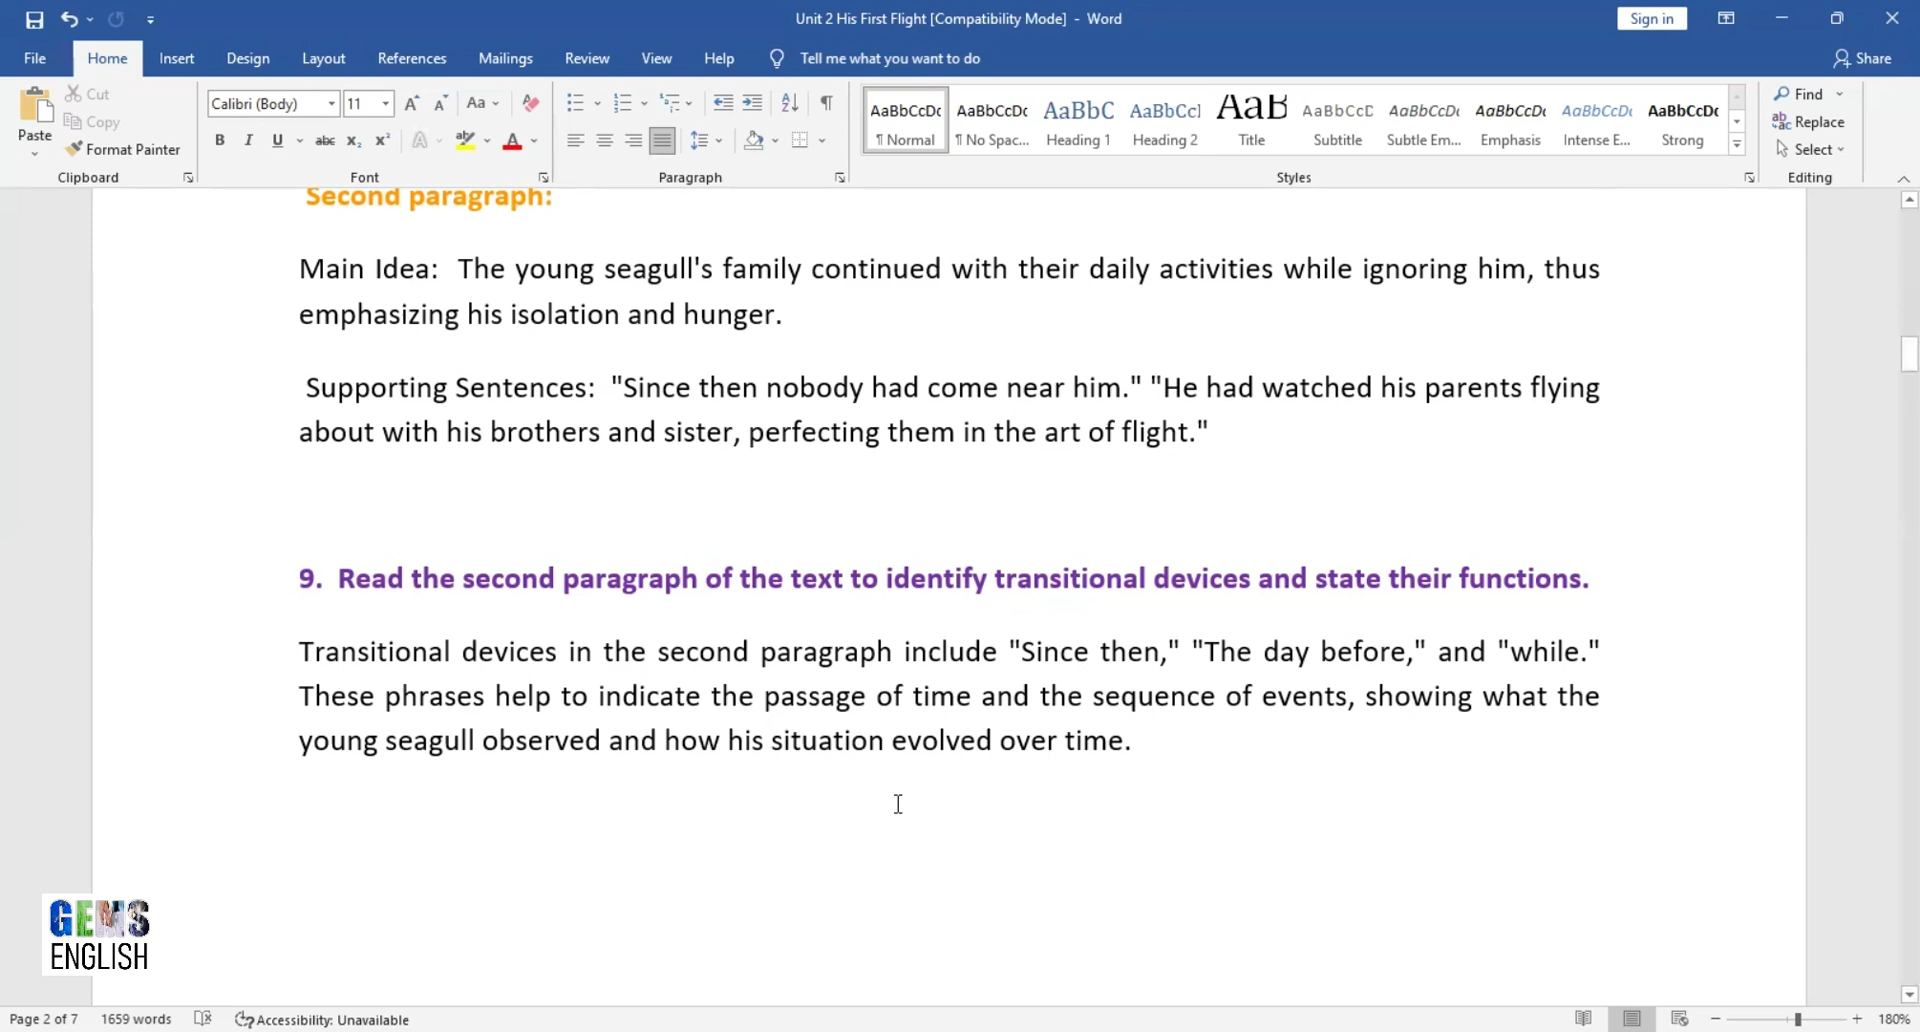 Unit 2 His First Flight [Compatibility Mode] - Word
Sign in
File Home Insert Design Layout References Mailings Review View Help Tell me what you want to do Share
Paste
Cut
Copy
Format Painter
Clipboard
Calibri (Body) 11
Font
Paragraph
AaBbCcDc AaBbCcDc AaBbC AaBbCcI AaB AaBbCcD AaBbCcDc AaBbCcDc AaBbCcDc AaBbCcDc
¶ Normal ¶ No Spac... Heading 1 Heading 2 Title Subtitle Subtle Em... Emphasis Intense E... Strong
Styles
Find
Replace
Select
Editing
Second paragraph:
Main Idea: The young seagull's family continued with their daily activities while ignoring him, thus
emphasizing his isolation and hunger.
Supporting Sentences: "Since then nobody had come near him." "He had watched his parents flying
about with his brothers and sister, perfecting them in the art of flight."
9. Read the second paragraph of the text to identify transitional devices and state their functions.
Transitional devices in the second paragraph include "Since then," "The day before," and "while."
These phrases help to indicate the passage of time and the sequence of events, showing what the
young seagull observed and how his situation evolved over time.
GEMS
ENGLISH
Page 2 of 7 1659 words Accessibility: Unavailable 180%